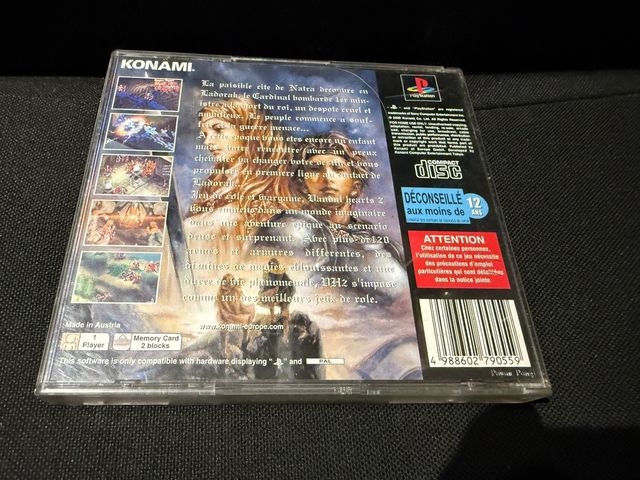 KONAMI
La paisible cité de Natra découvre en
Ladorak, le Cardinal bombardé 1er mini
stre à la mort du roi, un despote cruel et
ambitieux. Le peuple commence à souf
frir et la guerre menace...
A cette époque vous êtes encore un enfant
mais votre rencontre avec un preux
chevalier va changer votre destin et vous
propulser en première ligne au contact de
Ladorak...
Jeu de rôle et wargame, Vandal hearts 2
vous entraîne dans un monde imaginaire
dans une aventure épique au scénario
dense et surprenant. Avec plus de 120
armes et armures différentes, des
dizaines de magies éblouissantes et une
durée de vie phénoménale, VH2 s'impose
comme un des meilleurs jeux de role.
www.konami-europe.com
Made in Austria
1
Player
Memory Card
2 blocks
This software is only compatible with hardware displaying " " and PAL
PlayStation
COMPACT
disc
DÉCONSEILLÉ
aux moins de
12
ANS
ATTENTION
Chez certaines personnes,
l'utilisation de ce jeu nécessite
des précautions d'emploi
particulières qui sont détaillées
dans la notice jointe
4 988602 790559